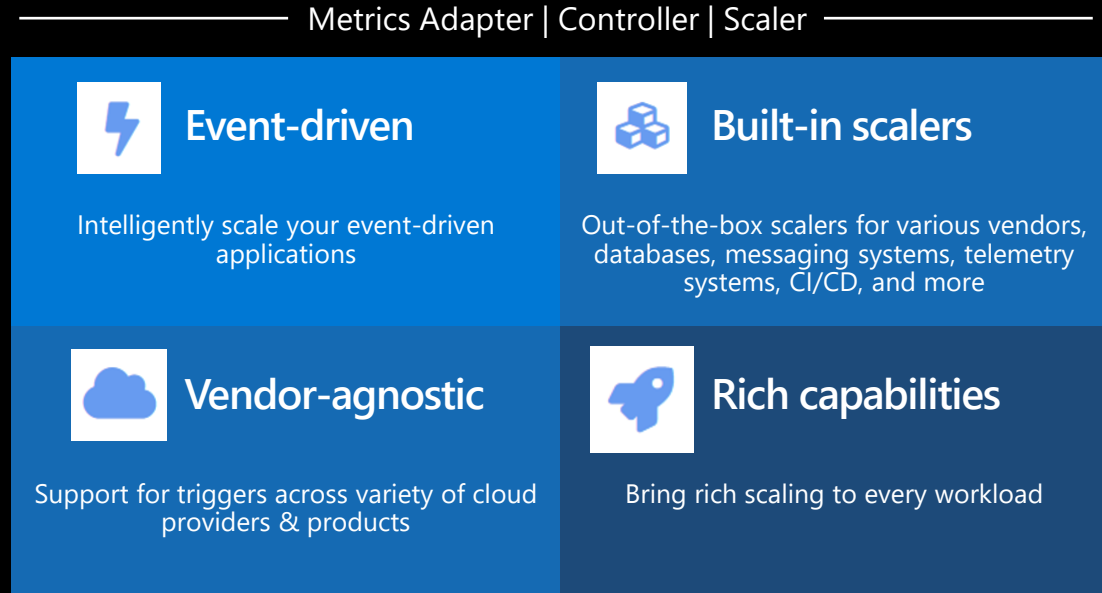 Metrics Adapter | Controller | Scaler
Event-driven
Intelligently scale your event-driven
applications
Built-in scalers
Out-of-the-box scalers for various vendors,
databases, messaging systems, telemetry
systems, CI/CD, and more
Vendor-agnostic
Support for triggers across variety of cloud
providers & products
Rich capabilities
Bring rich scaling to every workload